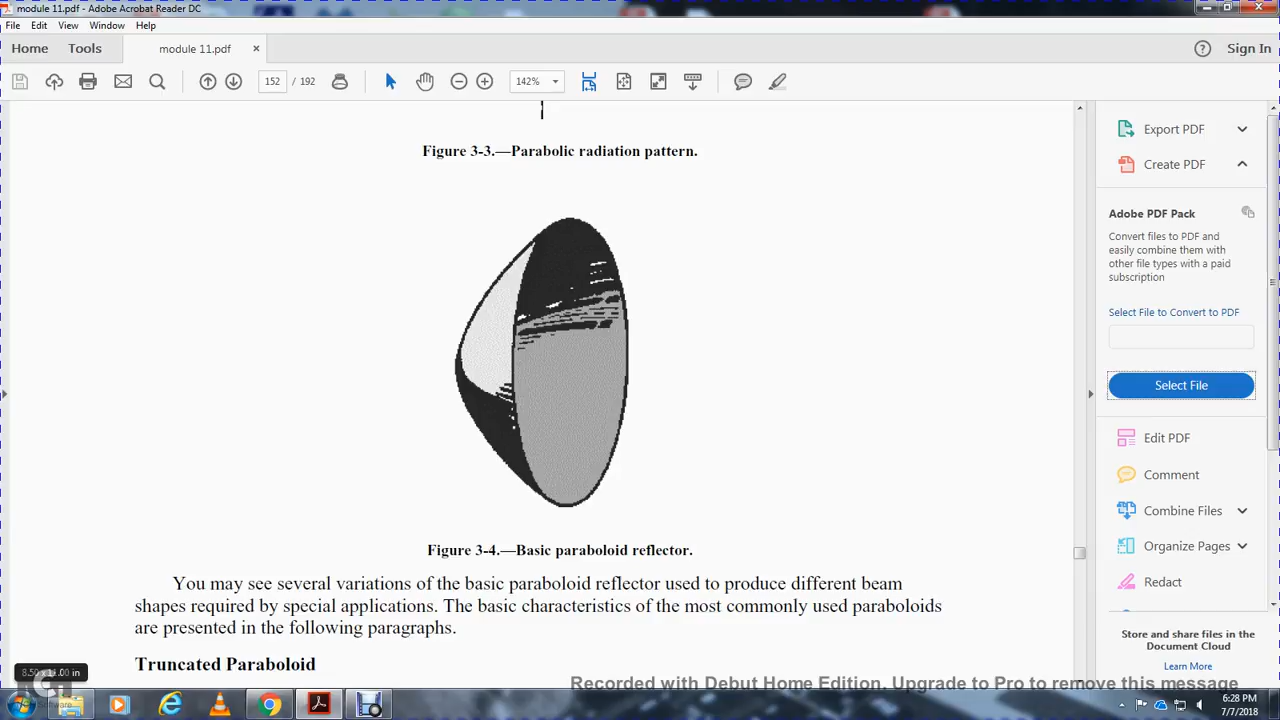 module 11.pdf - Adobe Acrobat Reader DC
File Edit View Window Help
Home Tools module 11.pdf × Sign In
152 / 192 142%
Figure 3-3.—Parabolic radiation pattern.
Figure 3-4.—Basic paraboloid reflector.
You may see several variations of the basic paraboloid reflector used to produce different beam
shapes required by special applications. The basic characteristics of the most commonly used paraboloids
are presented in the following paragraphs.
Truncated Paraboloid
8.50 x 11.00 in
Export PDF
Create PDF
Adobe PDF Pack
Convert files to PDF and
easily combine them with
other file types with a paid
subscription
Select File to Convert to PDF
Select File
Edit PDF
Comment
Combine Files
Organize Pages
Redact
Store and share files in the
Document Cloud
Learn More
Recorded with Debut Home Edition. Upgrade to Pro to remove this message
6:28 PM
7/7/2018